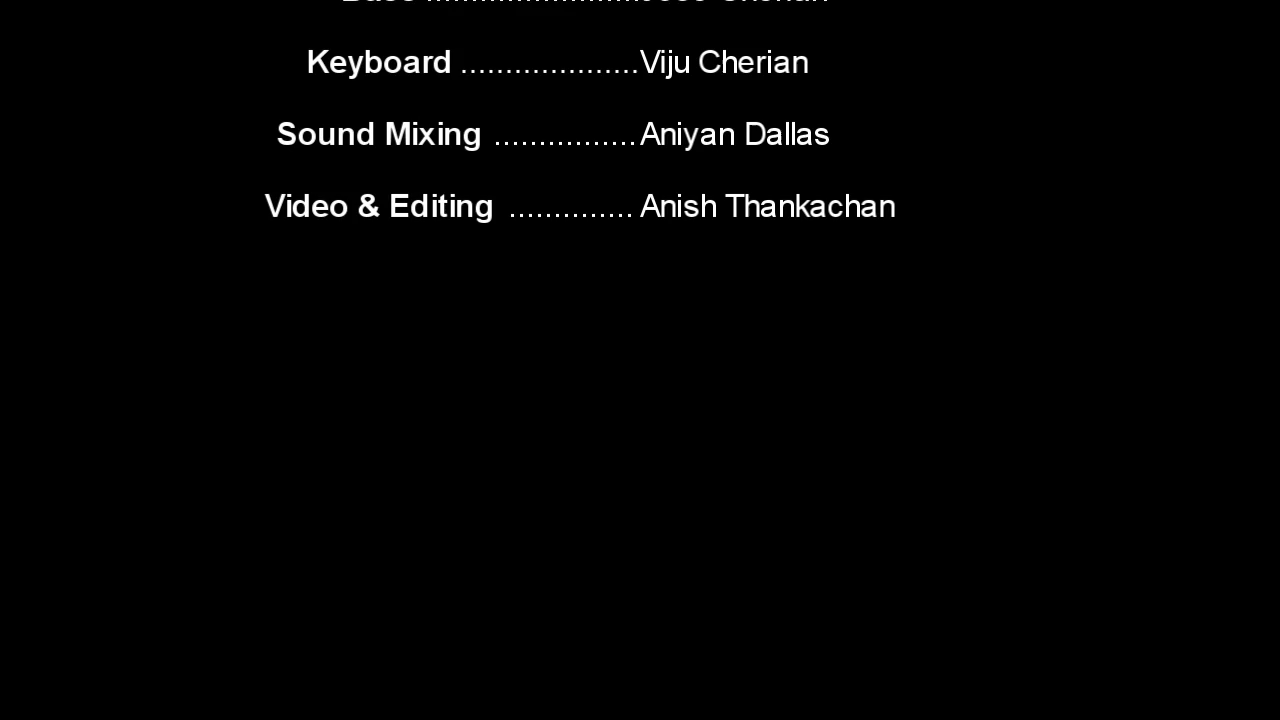 Keyboard ....................Viju Cherian
Sound Mixing ................Aniyan Dallas
Video & Editing .............. Anish Thankachan